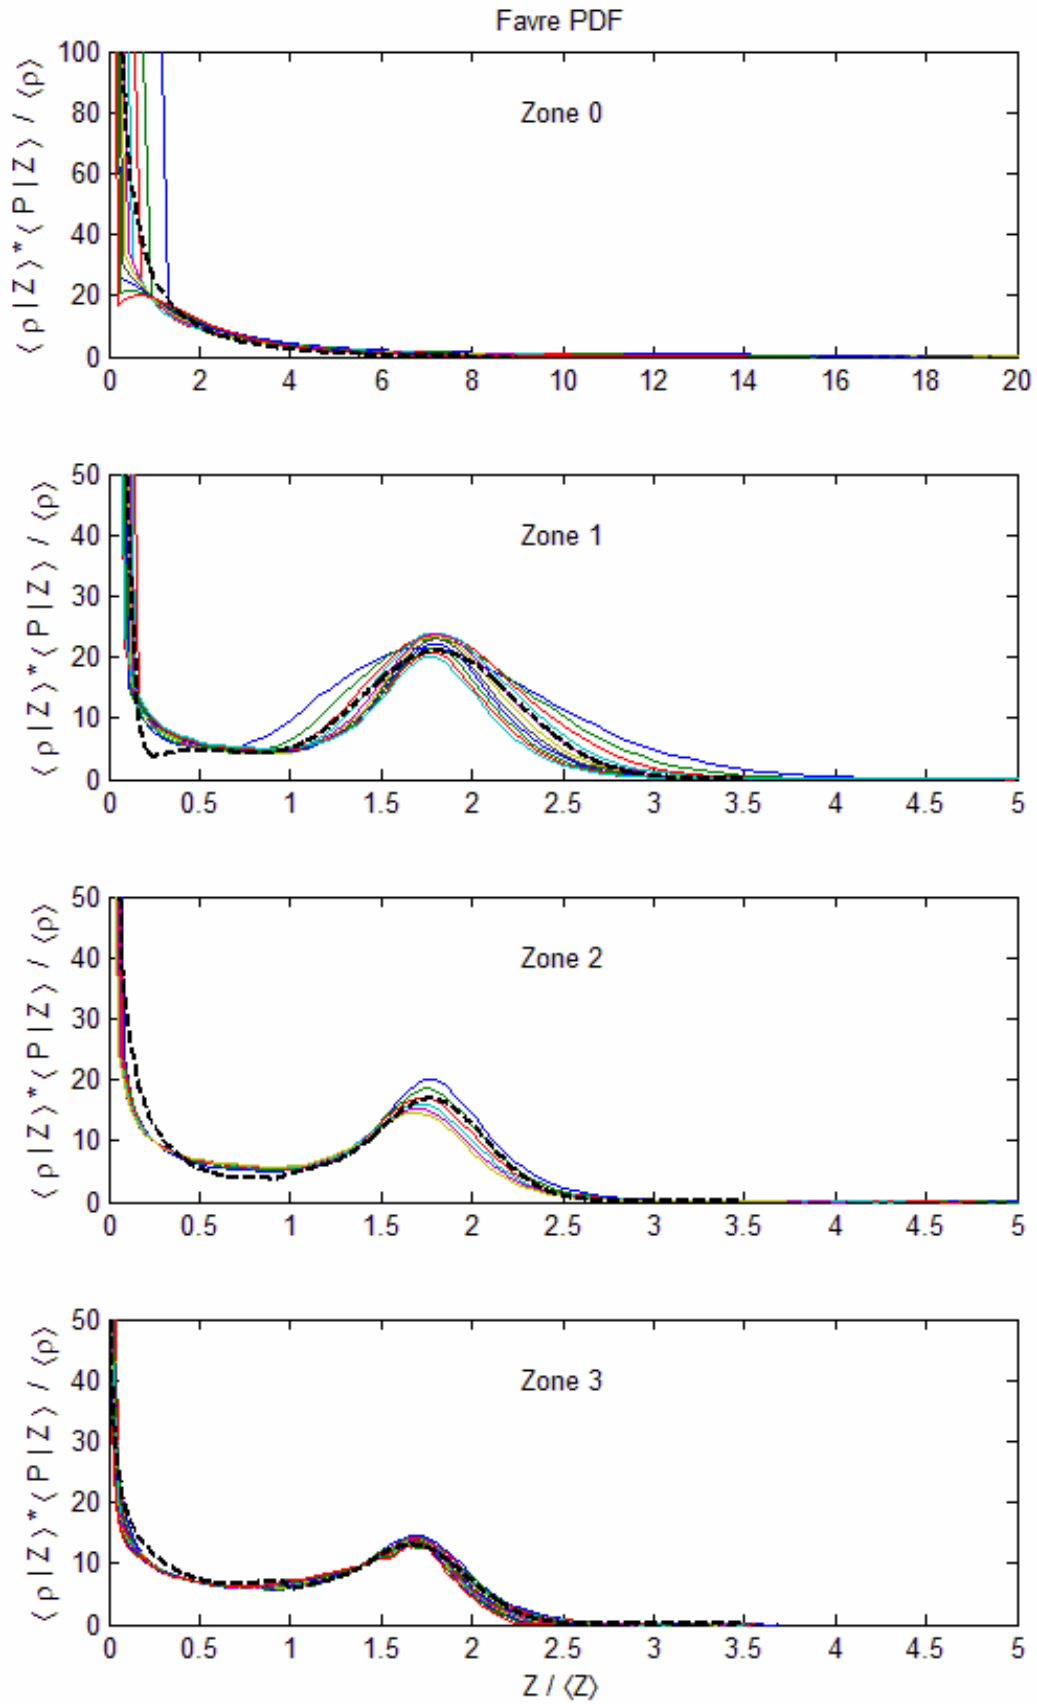 Favre PDF
⟨ρ|Z⟩*⟨P|Z⟩ / ⟨ρ⟩
100
80
60
40
20
0
Zone 0
0 2 4 6 8 10 12 14 16 18 20
⟨ρ|Z⟩*⟨P|Z⟩ / ⟨ρ⟩
50
40
30
20
10
0
Zone 1
0 0.5 1 1.5 2 2.5 3 3.5 4 4.5 5
⟨ρ|Z⟩*⟨P|Z⟩ / ⟨ρ⟩
50
40
30
20
10
0
Zone 2
0 0.5 1 1.5 2 2.5 3 3.5 4 4.5 5
⟨ρ|Z⟩*⟨P|Z⟩ / ⟨ρ⟩
50
40
30
20
10
0
Zone 3
0 0.5 1 1.5 2 2.5 3 3.5 4 4.5 5
Z / ⟨Z⟩